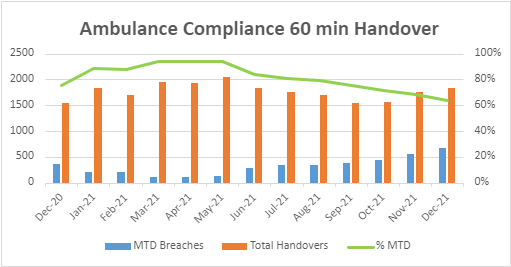 Ambulance Compliance 60 min Handover
2500
2000
1500
1000
500
0
100%
80%
60%
40%
20%
0%
Dec-20
Jan-21
Feb-21
Mar-21
Apr-21
May-21
Jun-21
Jul-21
Aug-21
Sep-21
Oct-21
Nov-21
Dec-21
MTD Breaches Total Handovers % MTD